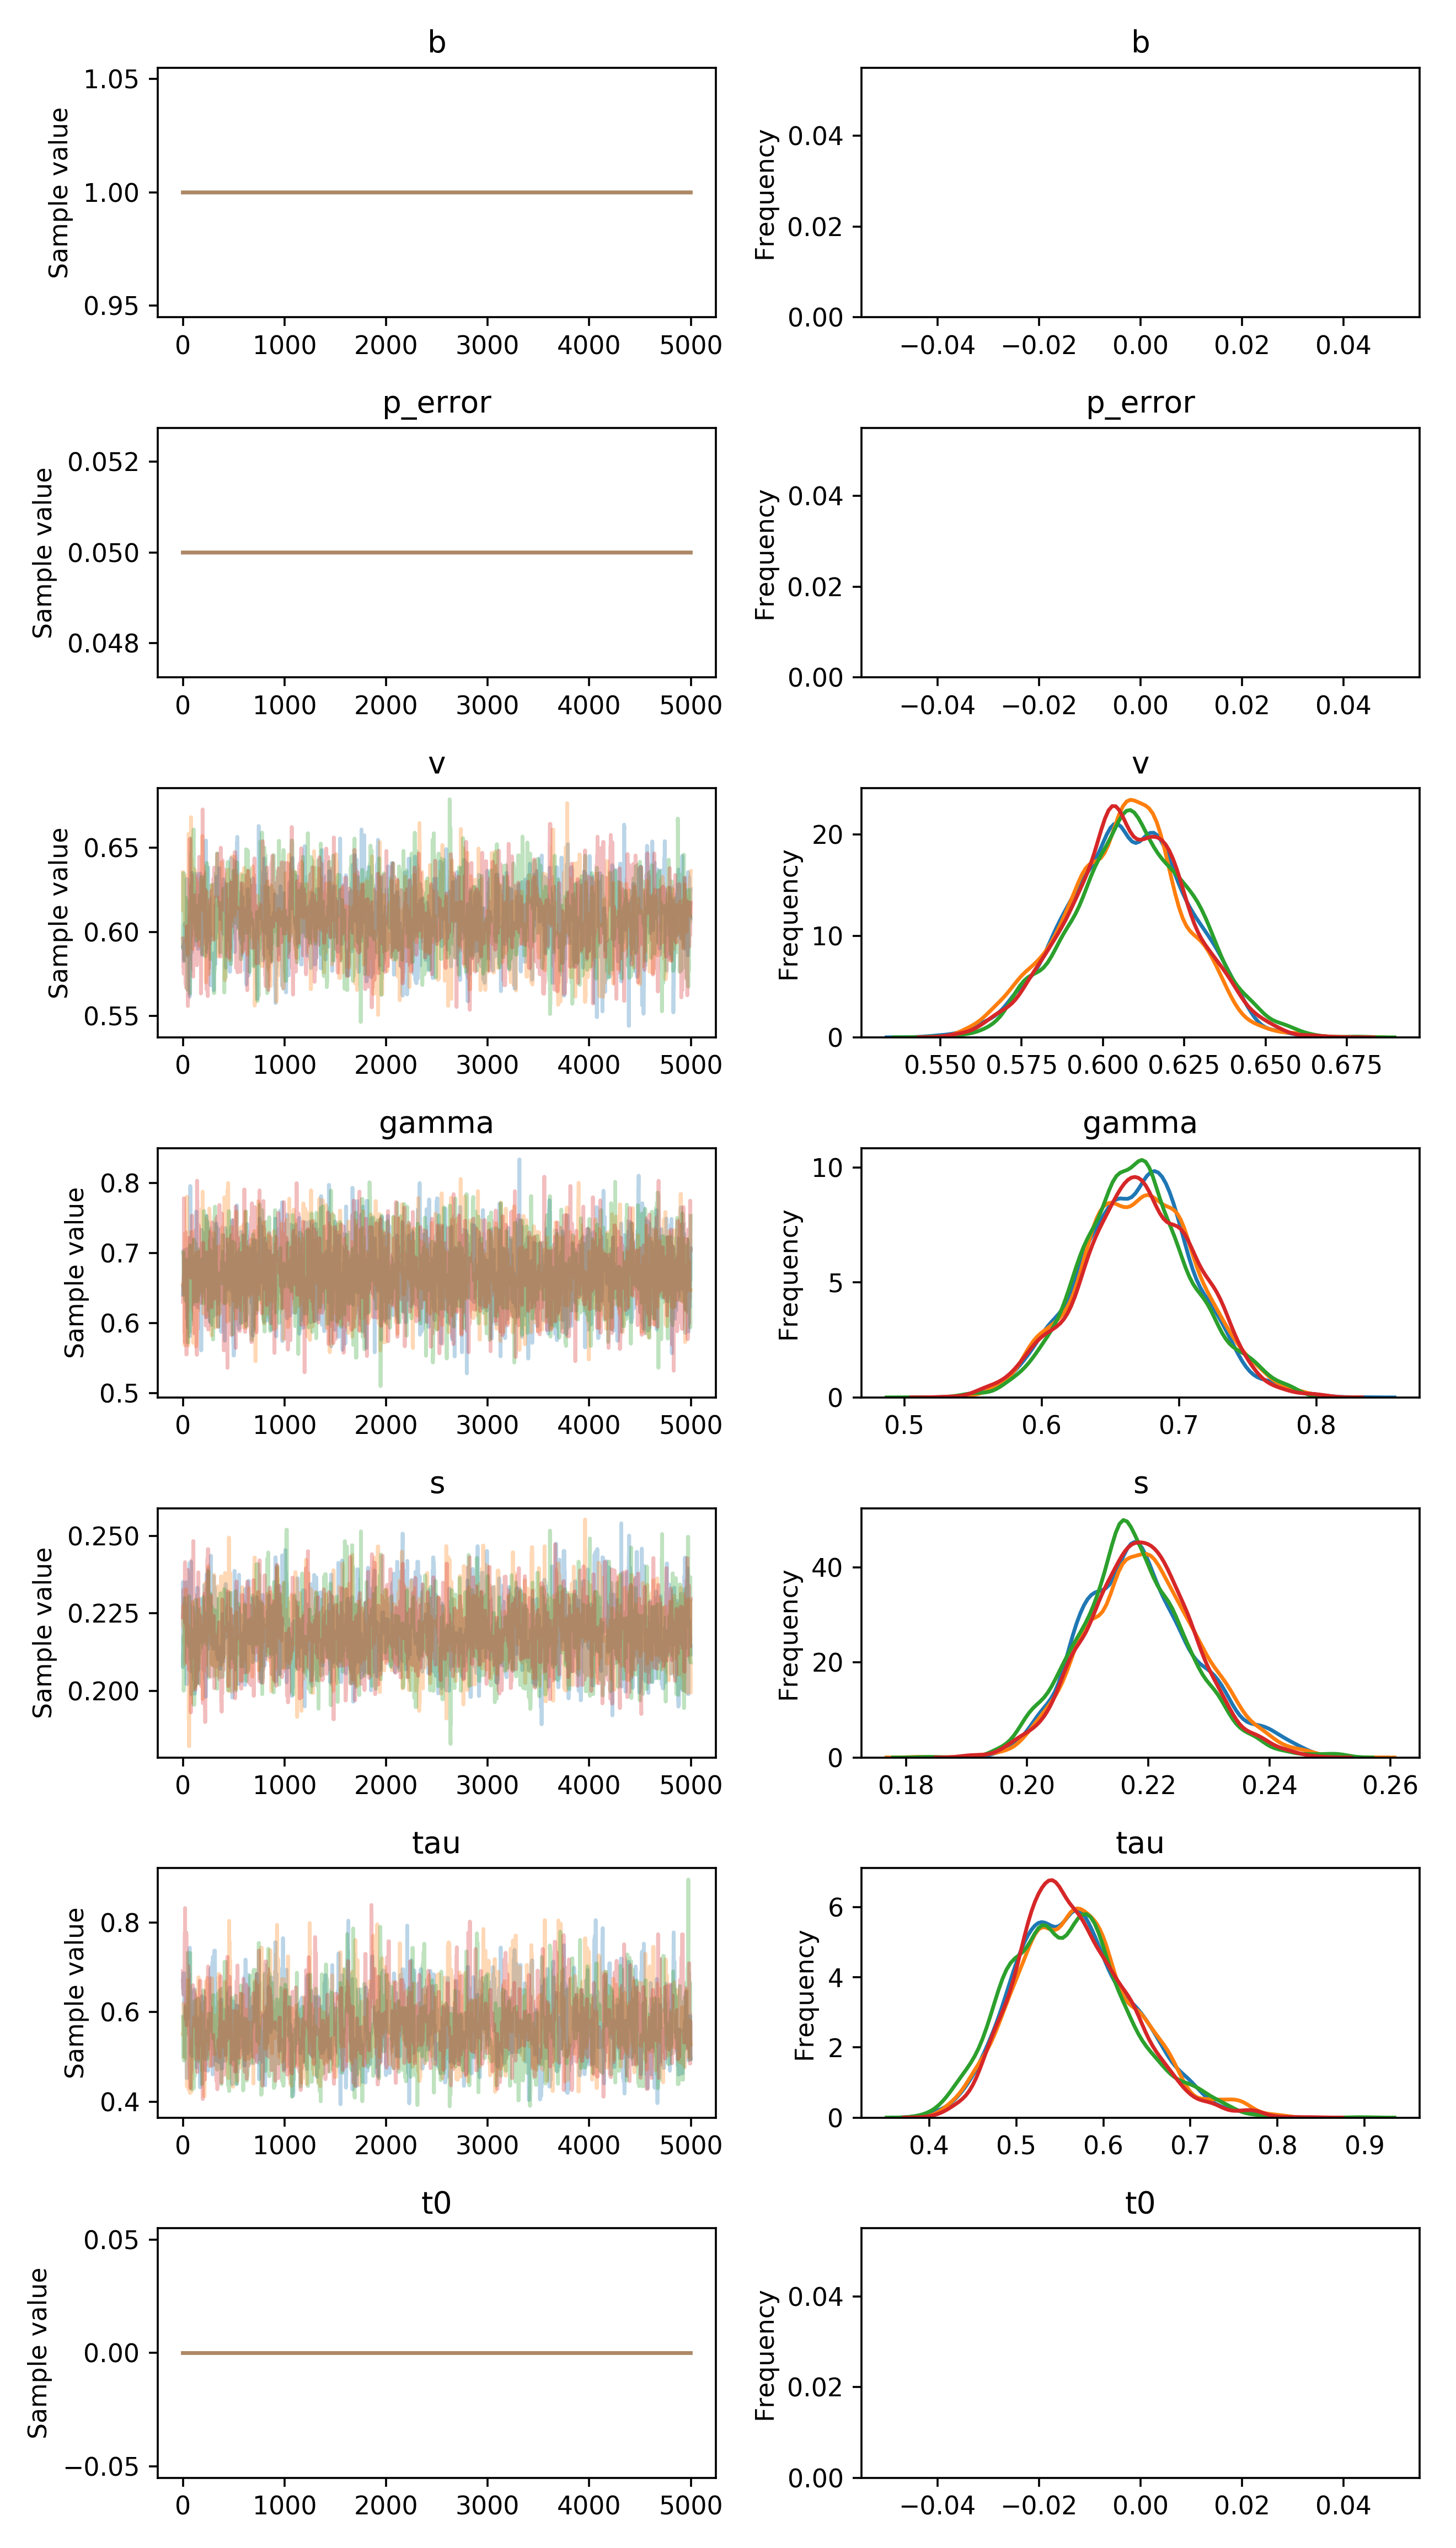 b
b
1.05
1.00
0.95
Sample value
0 1000 2000 3000 4000 5000
0.04
0.02
0.00
Frequency
−0.04 −0.02 0.00 0.02 0.04
p_error
p_error
0.052
0.050
0.048
Sample value
0 1000 2000 3000 4000 5000
0.04
0.02
0.00
Frequency
−0.04 −0.02 0.00 0.02 0.04
v
v
0.65
0.60
0.55
Sample value
0 1000 2000 3000 4000 5000
20
10
0
Frequency
0.550 0.575 0.600 0.625 0.650 0.675
gamma
gamma
0.8
0.7
0.6
0.5
Sample value
0 1000 2000 3000 4000 5000
10
5
0
Frequency
0.5 0.6 0.7 0.8
s
s
0.250
0.225
0.200
Sample value
0 1000 2000 3000 4000 5000
40
20
0
Frequency
0.18 0.20 0.22 0.24 0.26
tau
tau
0.8
0.6
0.4
Sample value
0 1000 2000 3000 4000 5000
6
4
2
0
Frequency
0.4 0.5 0.6 0.7 0.8 0.9
t0
t0
0.05
0.00
−0.05
Sample value
0 1000 2000 3000 4000 5000
0.04
0.02
0.00
Frequency
−0.04 −0.02 0.00 0.02 0.04